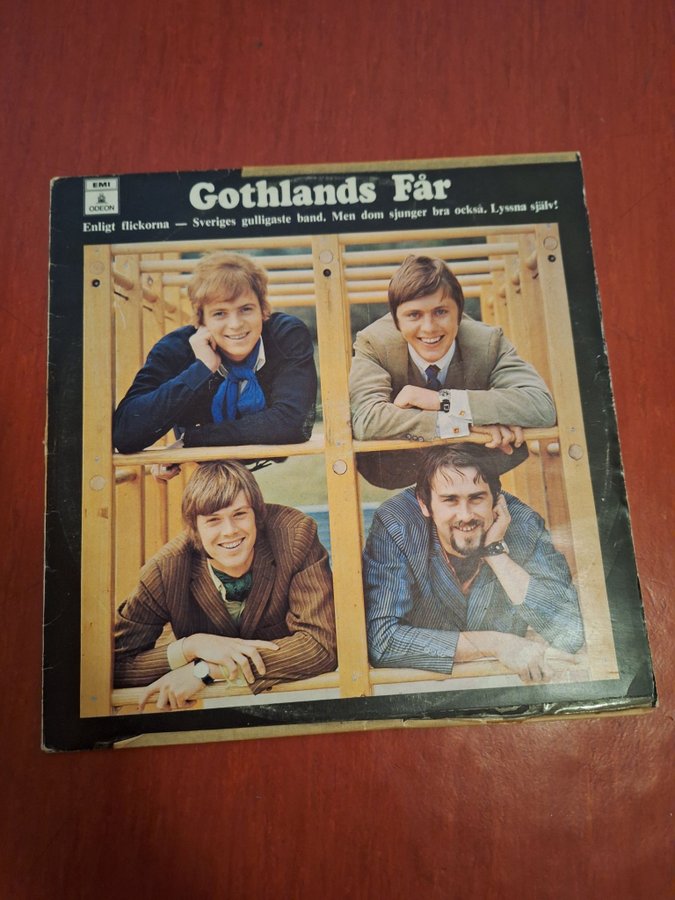 EMI
ODEON
Gothlands Får
Enligt flickorna — Sveriges gulligaste band. Men dom sjunger bra också. Lyssna själv!